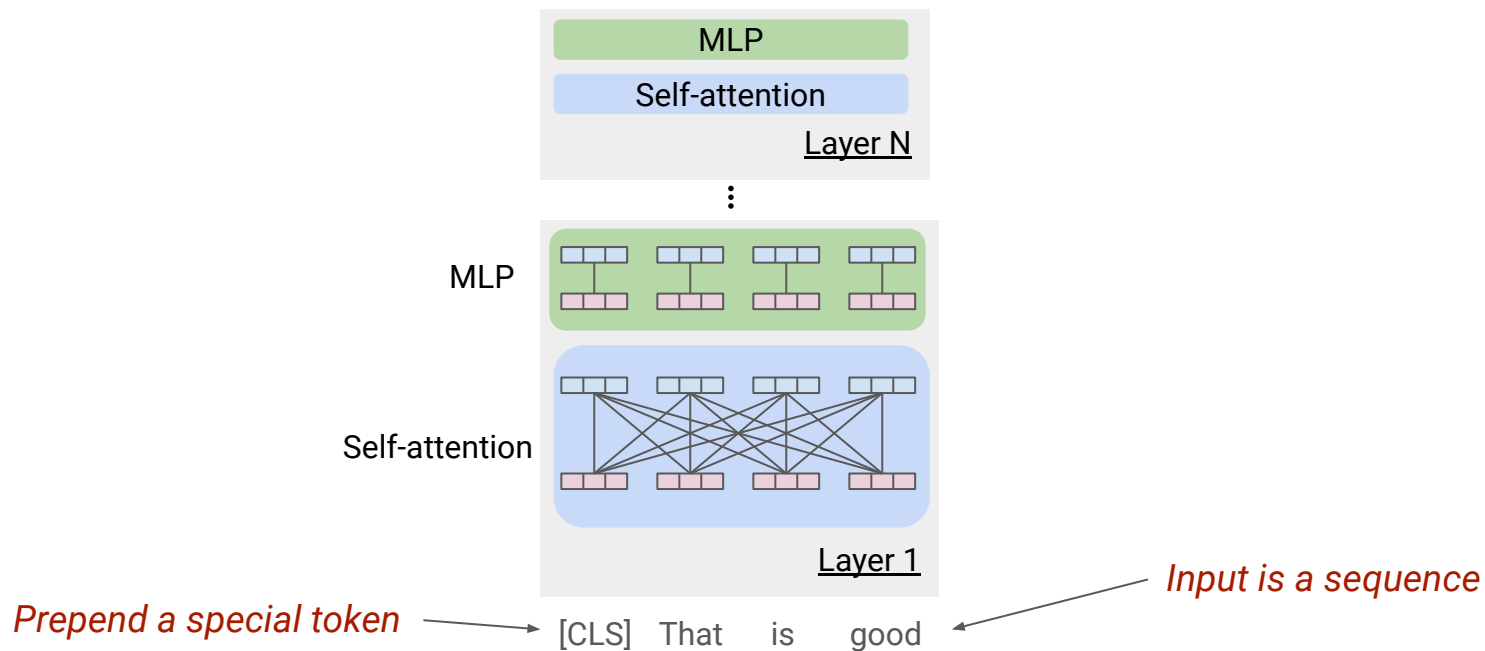 MLP
Self-attention
Layer N
MLP
Self-attention
Layer 1
Input is a sequence
Prepend a special token
[CLS] That is good